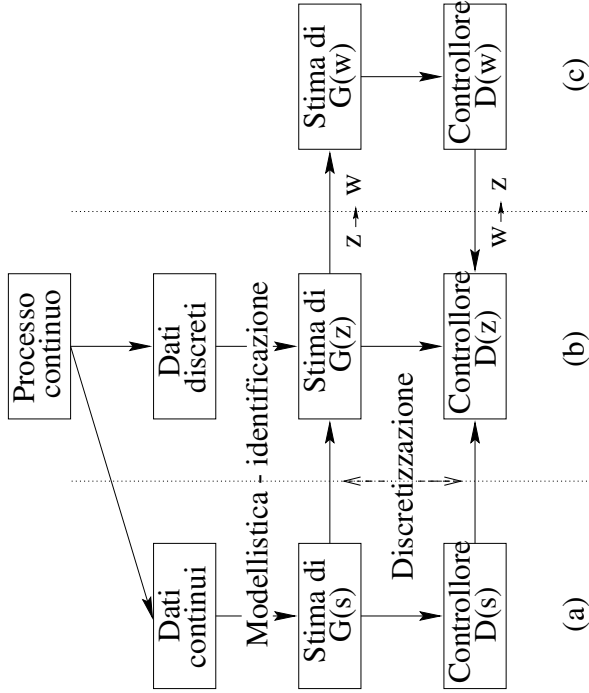 Processo
continuo
Dati
continui
Dati
discreti
Modellistica - identificazione
Stima di
G(s)
Stima di
G(z)
Stima di
G(w)
z → w
Discretizzazione
Controllore
D(s)
Controllore
D(z)
Controllore
D(w)
w → z
(a)
(b)
(c)